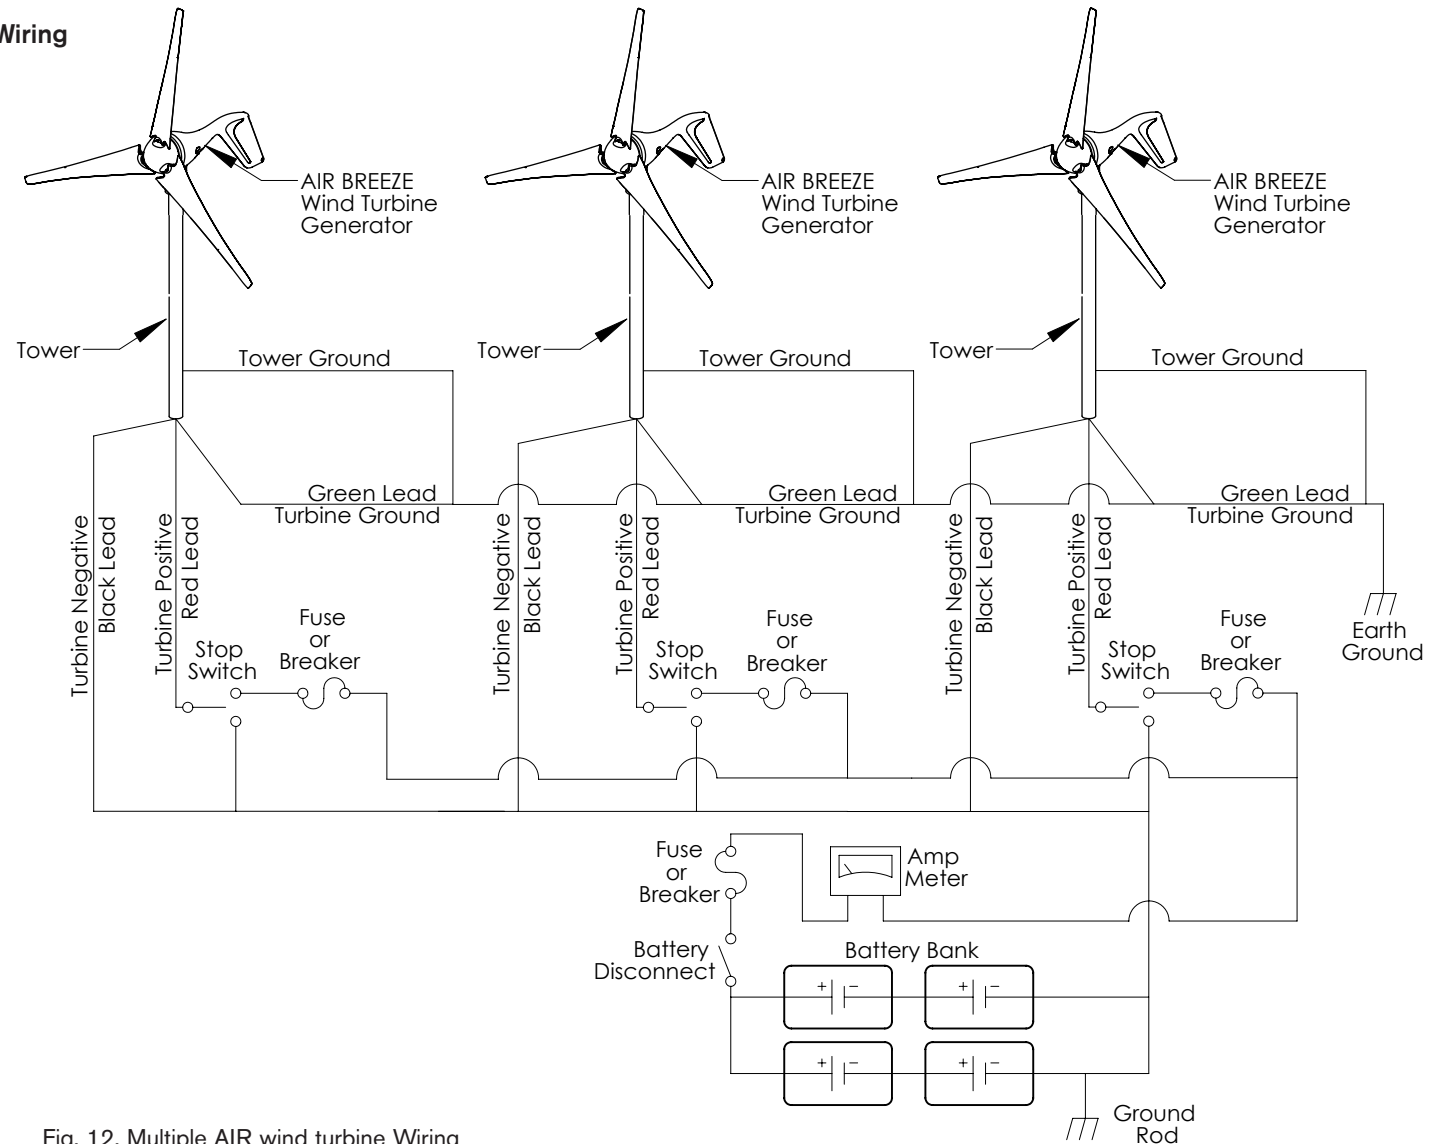 Wiring
AIR BREEZE
Wind Turbine
Generator
AIR BREEZE
Wind Turbine
Generator
AIR BREEZE
Wind Turbine
Generator
Tower
Tower Ground
Tower
Tower Ground
Tower
Tower Ground
Green Lead
Turbine Ground
Green Lead
Turbine Ground
Green Lead
Turbine Ground
Turbine Negative
Black Lead
Turbine Positive
Red Lead
Turbine Negative
Black Lead
Turbine Positive
Red Lead
Turbine Negative
Black Lead
Turbine Positive
Red Lead
Earth
Ground
Stop
Switch
Fuse
or
Breaker
Stop
Switch
Fuse
or
Breaker
Stop
Switch
Fuse
or
Breaker
Fuse
or
Breaker
Amp
Meter
Battery
Disconnect
Battery Bank
+ −
+ −
+ −
+ −
Ground
Rod
Fig. 12. Multiple AIR wind turbine Wiring